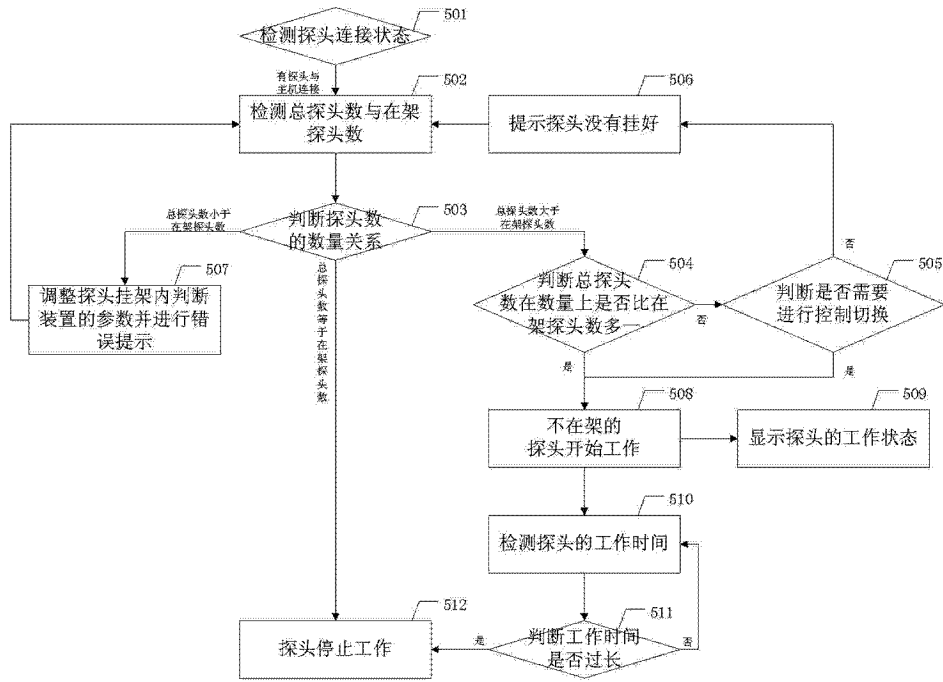 501
检测探头连接状态
有探头与
主机连接
502
检测总探头数与在架
探头数
506
提示探头没有挂好
503
判断探头数
的数量关系
总探头数小于
在架探头数
总探头数大于
在架探头数
总探头数等于在架探头数
507
调整探头挂架内判断
装置的参数并进行错
误提示
504
判断总探头
数在数量上是否比在
架探头数多一
否
是
505
判断是否需要
进行控制切换
否
是
508
不在架的
探头开始工作
509
显示探头的工作状态
510
检测探头的工作时间
511
判断工作时间
是否过长
是
否
512
探头停止工作